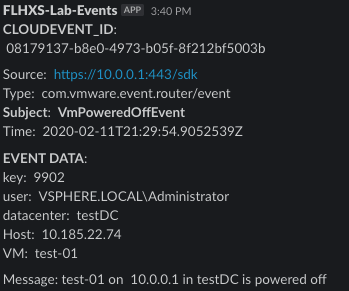 FLHXS-Lab-Events APP 3:40 PM
CLOUDEVENT_ID:
08179137-b8e0-4973-b05f-8f212bf5003b
Source: https://10.0.0.1:443/sdk
Type: com.vmware.event.router/event
Subject: VmPoweredOffEvent
Time: 2020-02-11T21:29:54.9052539Z
EVENT DATA:
key: 9902
user: VSPHERE.LOCAL\Administrator
datacenter: testDC
Host: 10.185.22.74
VM: test-01
Message: test-01 on 10.0.0.1 in testDC is powered off